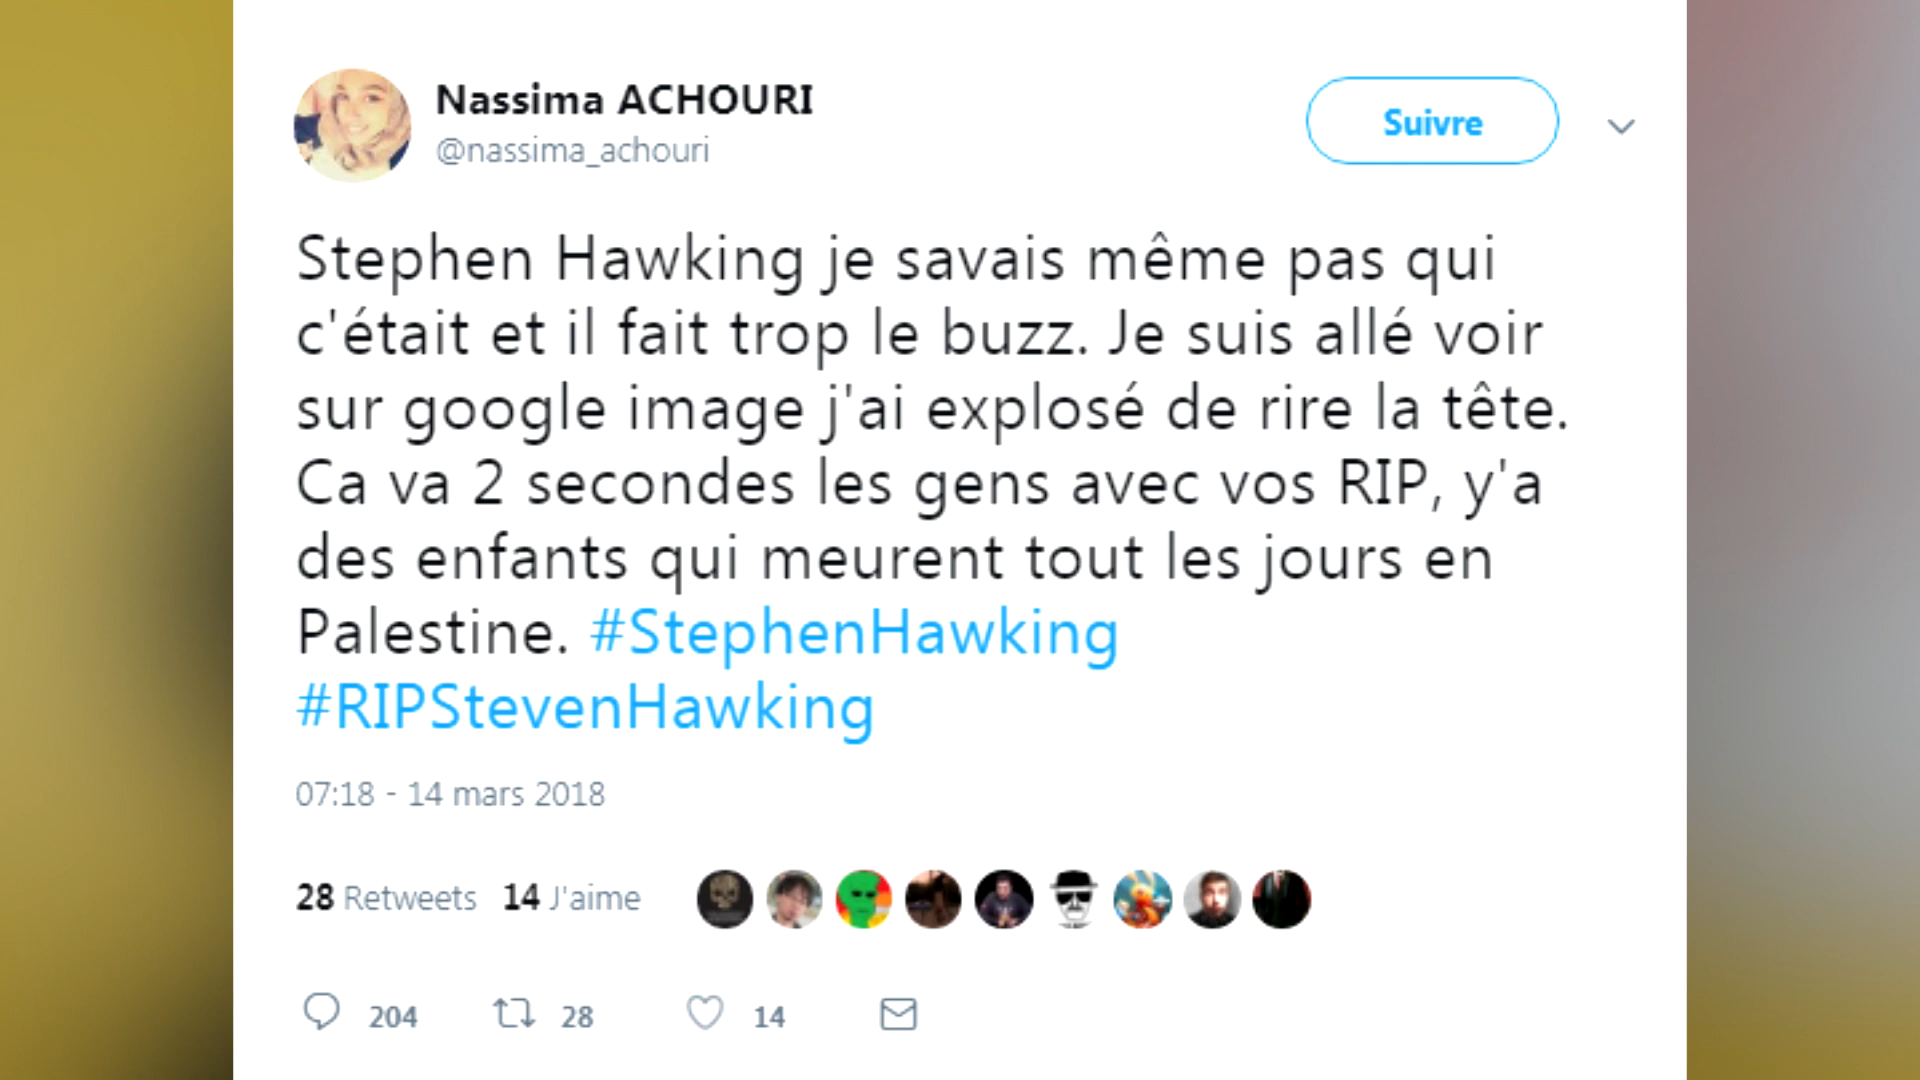 Nassima ACHOURI
@nassima_achouri
Suivre
Stephen Hawking je savais même pas qui
c'était et il fait trop le buzz. Je suis allé voir
sur google image j'ai explosé de rire la tête.
Ca va 2 secondes les gens avec vos RIP, y'a
des enfants qui meurent tout les jours en
Palestine. #StephenHawking
#RIPStevenHawking
07:18 - 14 mars 2018
28 Retweets 14 J'aime
204 28 14